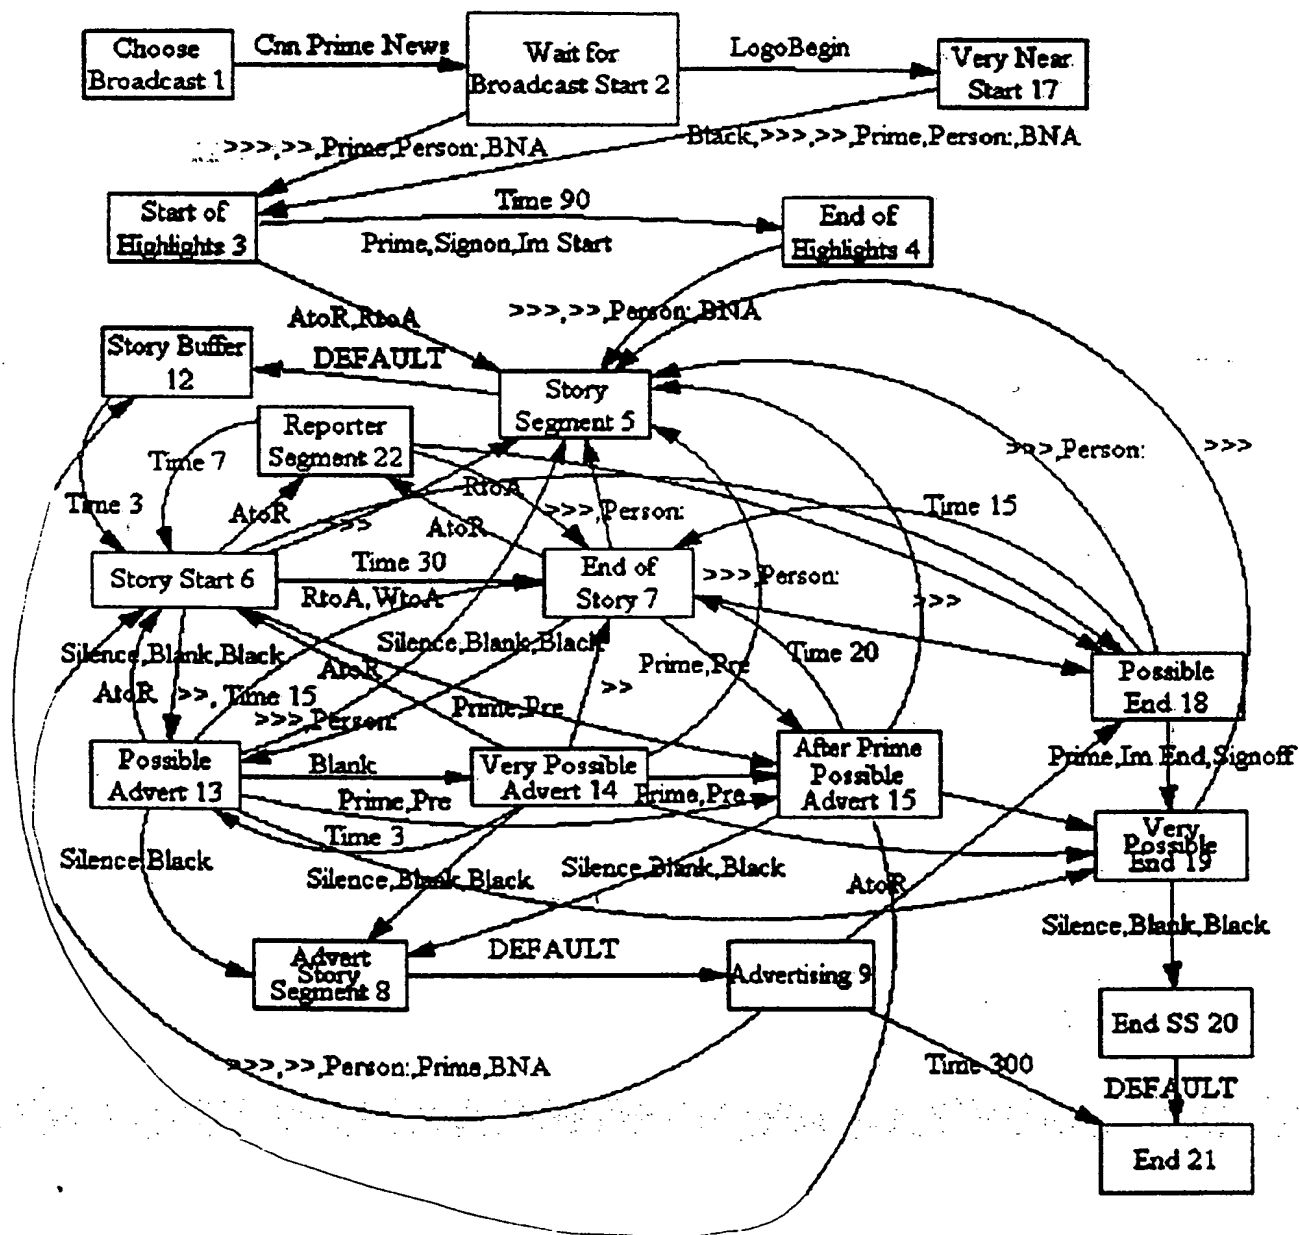 Choose
Broadcast 1
Cnn Prime News
Wait for
Broadcast Start 2
LogoBegin
Very Near
Start 17
>>>,>>,Prime,Person:,BNA
Black,>>>,>>,Prime,Person:,BNA
Start of
Highlights 3
Time 90
End of
Highlights 4
Prime,Signon,Im Start
AtoR,RtoA
>>>,>>,Person:,BNA
Story Buffer
12
DEFAULT
Story
Segment 5
Reporter
Segment 22
>>>,Person:
>>>
Time 7
Time 3
AtoR
>>>
RtoA
AtoR
>>>,Person:
Time 15
Story Start 6
Time 30
RtoA,WtoA
End of
Story 7
>>>,Person:
>>>
Silence,Blank,Black
AtoR
Silence,Blank,Black
Prime,Pre
Time 20
Possible
End 18
AtoR
>>, Time 15
>>>,Person:
Prime,Pre
>>
Possible
Advert 13
Blank
Very Possible
Advert 14
After Prime
Possible
Advert 15
Prime,Im End,Signoff
Prime,Pre
Prime,Pre
Time 3
Very
Possible
End 19
Silence,Black
Silence,Blank,Black
Silence,Blank,Black
AtoR
Silence,Blank,Black
Advert
Story
Segment 8
DEFAULT
Advertising 9
End SS 20
>>>,>>,Person:,Prime,BNA
Time 300
DEFAULT
End 21